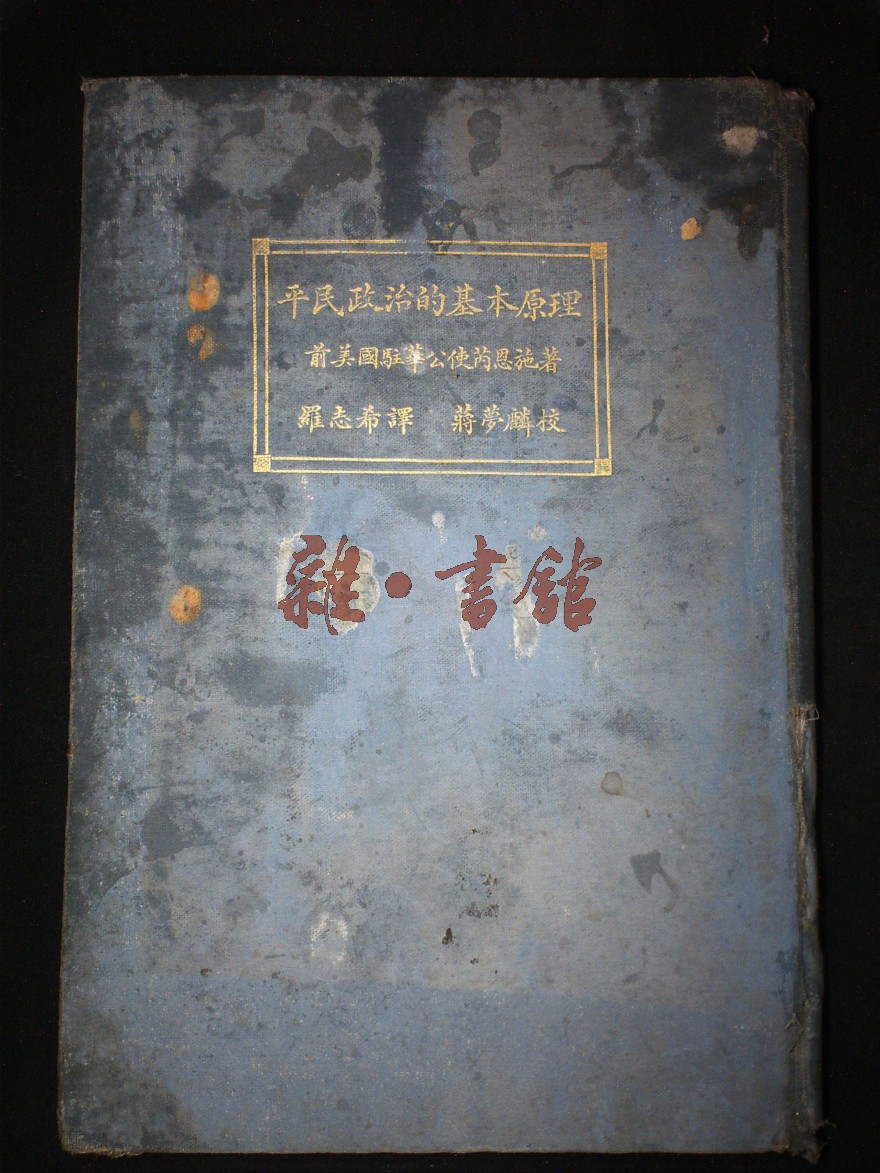 平民政治的基本原理
前美國駐華公使芮恩施著
羅志希譯 蔣夢麟校
雜·書館